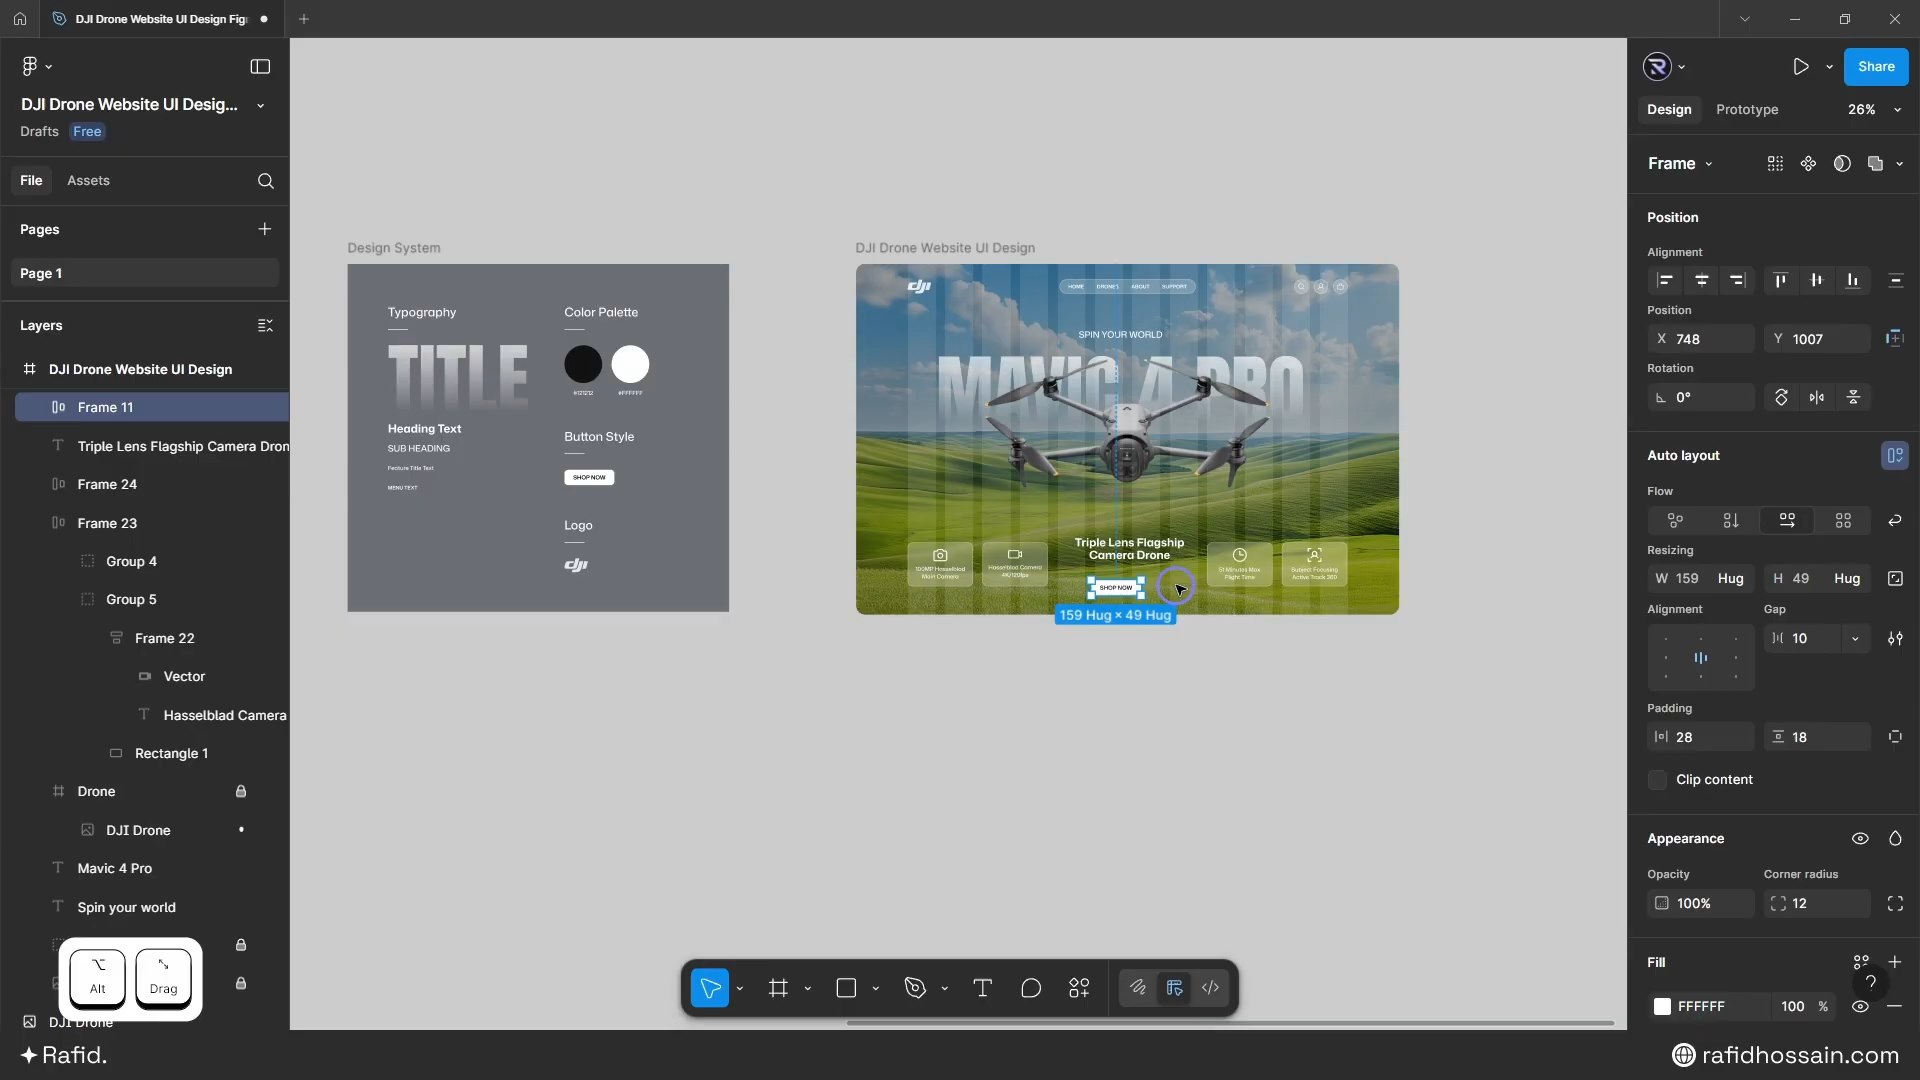 DJI Drone Website UI Design Fig
Share
DJI Drone Website UI Desig...
Drafts Free
Design Prototype 26%
File Assets
Frame
Pages
Page 1
Position
Alignment
Position
X 748 Y 1007
Rotation
0°
Layers
DJI Drone Website UI Design
Frame 11
Triple Lens Flagship Camera Dron
Frame 24
Frame 23
Group 4
Group 5
Frame 22
Vector
Hasselblad Camera
Rectangle 1
Drone
DJI Drone
Mavic 4 Pro
Spin your world
DJI Drone
Alt
Drag
Design System
Typography
TITLE
Heading Text
SUB HEADING
Feature Title Text
MENU TEXT
Color Palette
#121212 #FFFFFF
Button Style
SHOP NOW
Logo
dji
DJI Drone Website UI Design
dji
HOME DRONE'S ABOUT SUPPORT
SPIN YOUR WORLD
MAVIC 4 PRO
100MP Hasselblad
Main Camera
Hasselblad Camera
4K/120fps
Triple Lens Flagship
Camera Drone
SHOP NOW
51 Minutes Max
Flight Time
Subject Focusing
Active Track 360
159 Hug × 49 Hug
Auto layout
Flow
Resizing
W 159 Hug H 49 Hug
Alignment Gap
10
Padding
28 18
Clip content
Appearance
Opacity Corner radius
100% 12
Fill
?
FFFFFF 100 %
Rafid.
rafidhossain.com